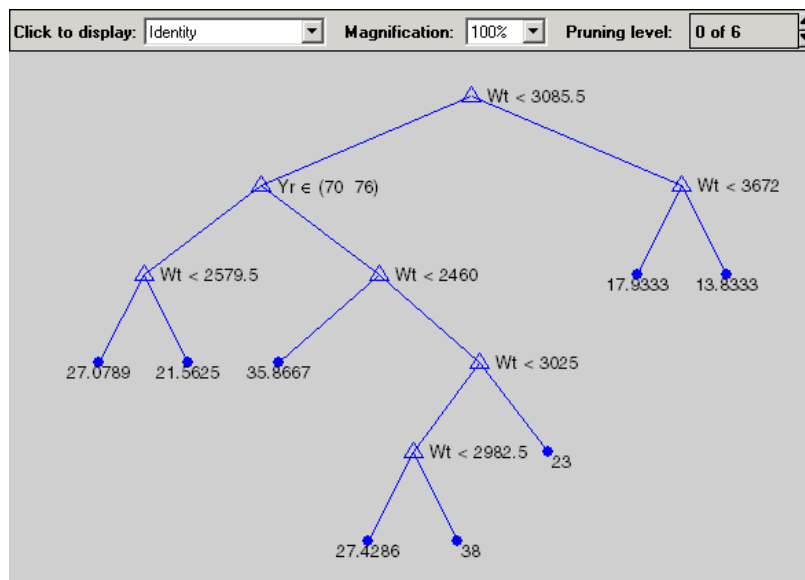 Click to display: Identity Magnification: 100% Pruning level: 0 of 6
Wt < 3085.5
Yr ∈ (70 76)
Wt < 3672
Wt < 2579.5
Wt < 2460
17.9333
13.8333
27.0789
21.5625
35.8667
Wt < 3025
Wt < 2982.5
23
27.4286
38